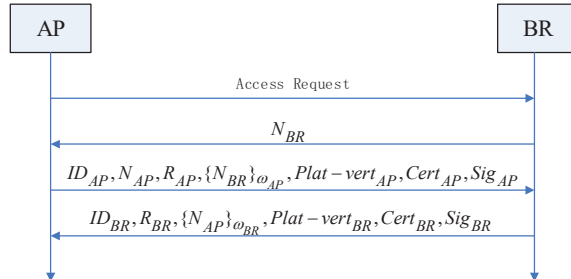 AP BR
Access Request
N_BR
ID_AP, N_AP, R_AP, {N_BR}_ω_AP, Plat−vert_AP, Cert_AP, Sig_AP
ID_BR, R_BR, {N_AP}_ω_BR, Plat−vert_BR, Cert_BR, Sig_BR